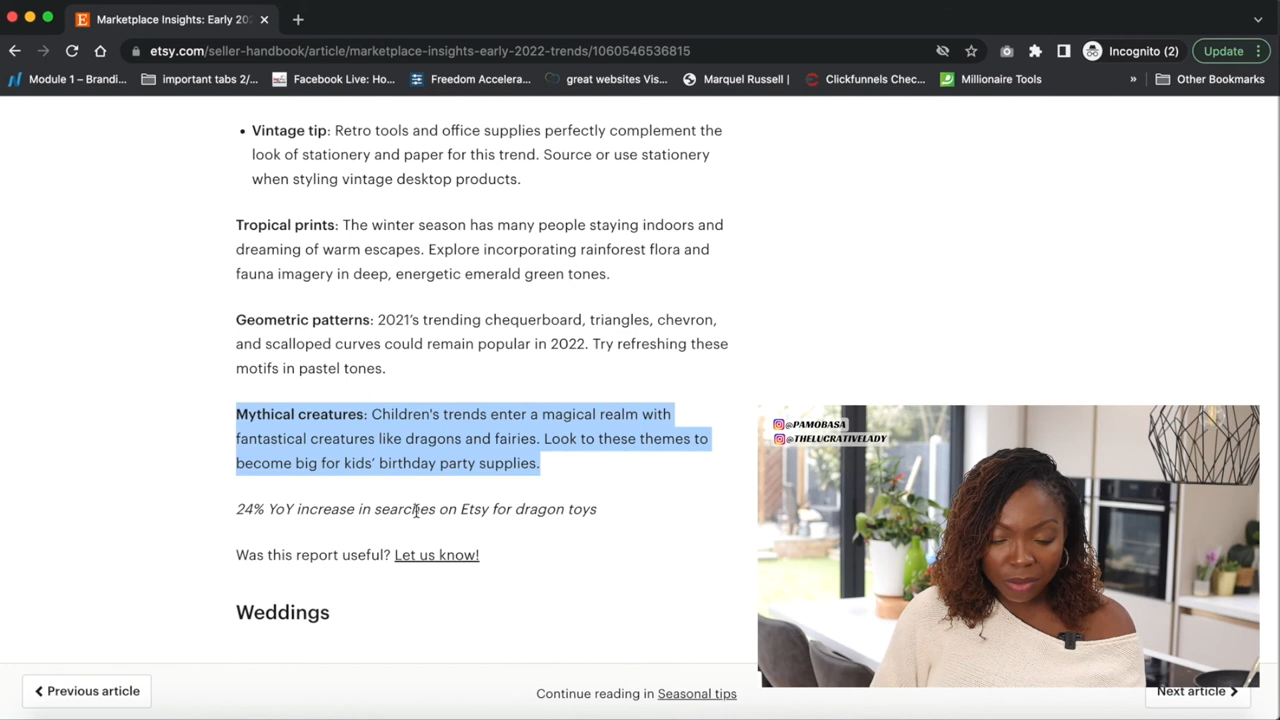 Marketplace Insights: Early 202
etsy.com/seller-handbook/article/marketplace-insights-early-2022-trends/1060546536815
Incognito (2)
Update
Module 1 – Brandi...
important tabs 2/...
Facebook Live: Ho...
Freedom Accelera...
great websites Vis...
Marquel Russell |
Clickfunnels Chec...
Millionaire Tools
»
Other Bookmarks
• Vintage tip: Retro tools and office supplies perfectly complement the
look of stationery and paper for this trend. Source or use stationery
when styling vintage desktop products.
Tropical prints: The winter season has many people staying indoors and
dreaming of warm escapes. Explore incorporating rainforest flora and
fauna imagery in deep, energetic emerald green tones.
Geometric patterns: 2021's trending chequerboard, triangles, chevron,
and scalloped curves could remain popular in 2022. Try refreshing these
motifs in pastel tones.
Mythical creatures: Children's trends enter a magical realm with
fantastical creatures like dragons and fairies. Look to these themes to
become big for kids' birthday party supplies.
24% YoY increase in searches on Etsy for dragon toys
Was this report useful? Let us know!
Weddings
@PAMOBASA
@THELUCRATIVELADY
Previous article
Continue reading in Seasonal tips
Next article